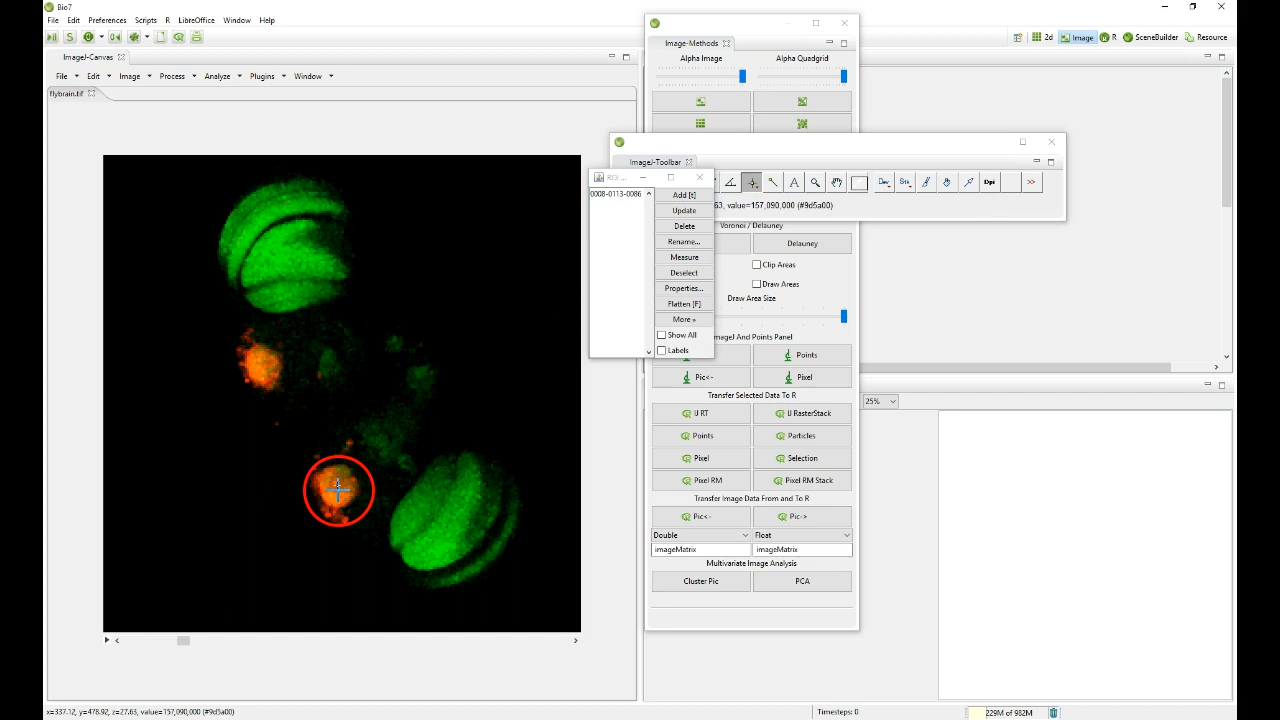 Bio7
File Edit Preferences Scripts R LibreOffice Window Help
2d Image R SceneBuilder Resource
ImageJ-Canvas
File Edit Image Process Analyze Plugins Window
flybrain.tif
Image-Methods
Alpha Image Alpha Quadgrid
ImageJ-Toolbar
Dev. Stk. Dpi >>
.63, value=157,090,000 (#9d5a00)
ROI ...
0008-0113-0086
Add [t]
Update
Delete
Rename...
Measure
Deselect
Properties...
Flatten [F]
More »
Show All
Labels
Voronoi / Delauney
Delauney
Clip Areas
Draw Areas
Draw Area Size
ImageJ And Points Panel
Points
Pic<- Pixel
Transfer Selected Data To R
IJ RT IJ RasterStack
Points Particles
Pixel Selection
Pixel RM Pixel RM Stack
Transfer Image Data From and To R
Pic<- Pic->
Double Float
imageMatrix imageMatrix
Multivariate Image Analysis
Cluster Pic PCA
25%
x=337.12, y=478.92, z=27.63, value=157,090,000 (#9d5a00)
Timesteps: 0
229M of 982M